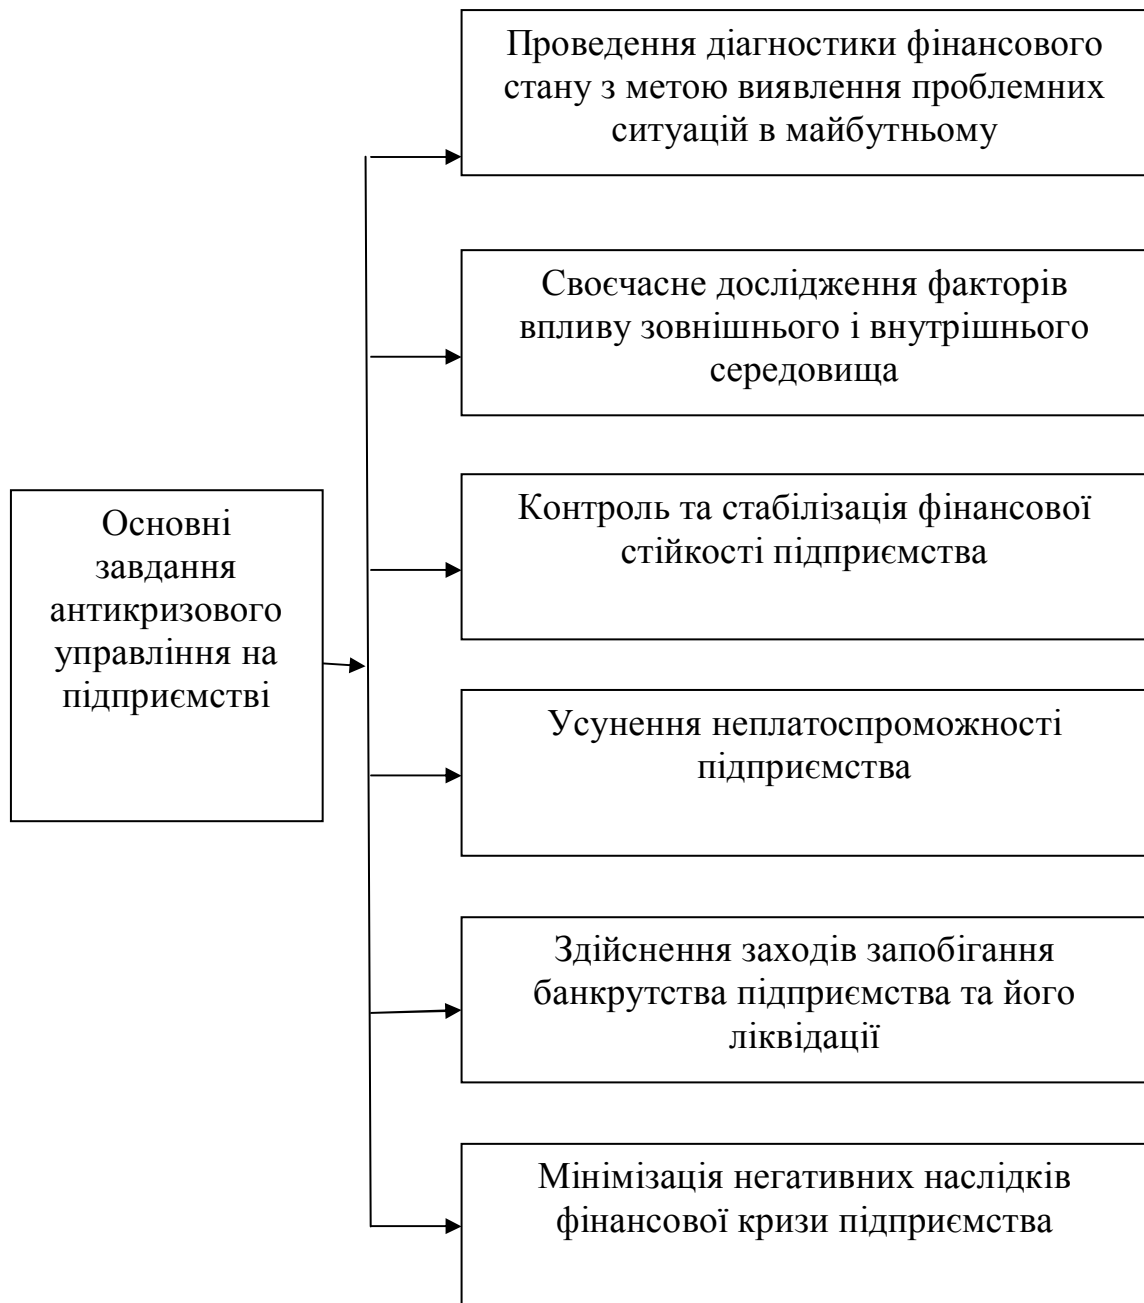 Проведення діагностики фінансового
стану з метою виявлення проблемних
ситуацій в майбутньому
Своєчасне дослідження факторів
впливу зовнішнього і внутрішнього
середовища
Основні
завдання
антикризового
управління на
підприємстві
Контроль та стабілізація фінансової
стійкості підприємства
Усунення неплатоспроможності
підприємства
Здійснення заходів запобігання
банкрутства підприємства та його
ліквідації
Мінімізація негативних наслідків
фінансової кризи підприємства